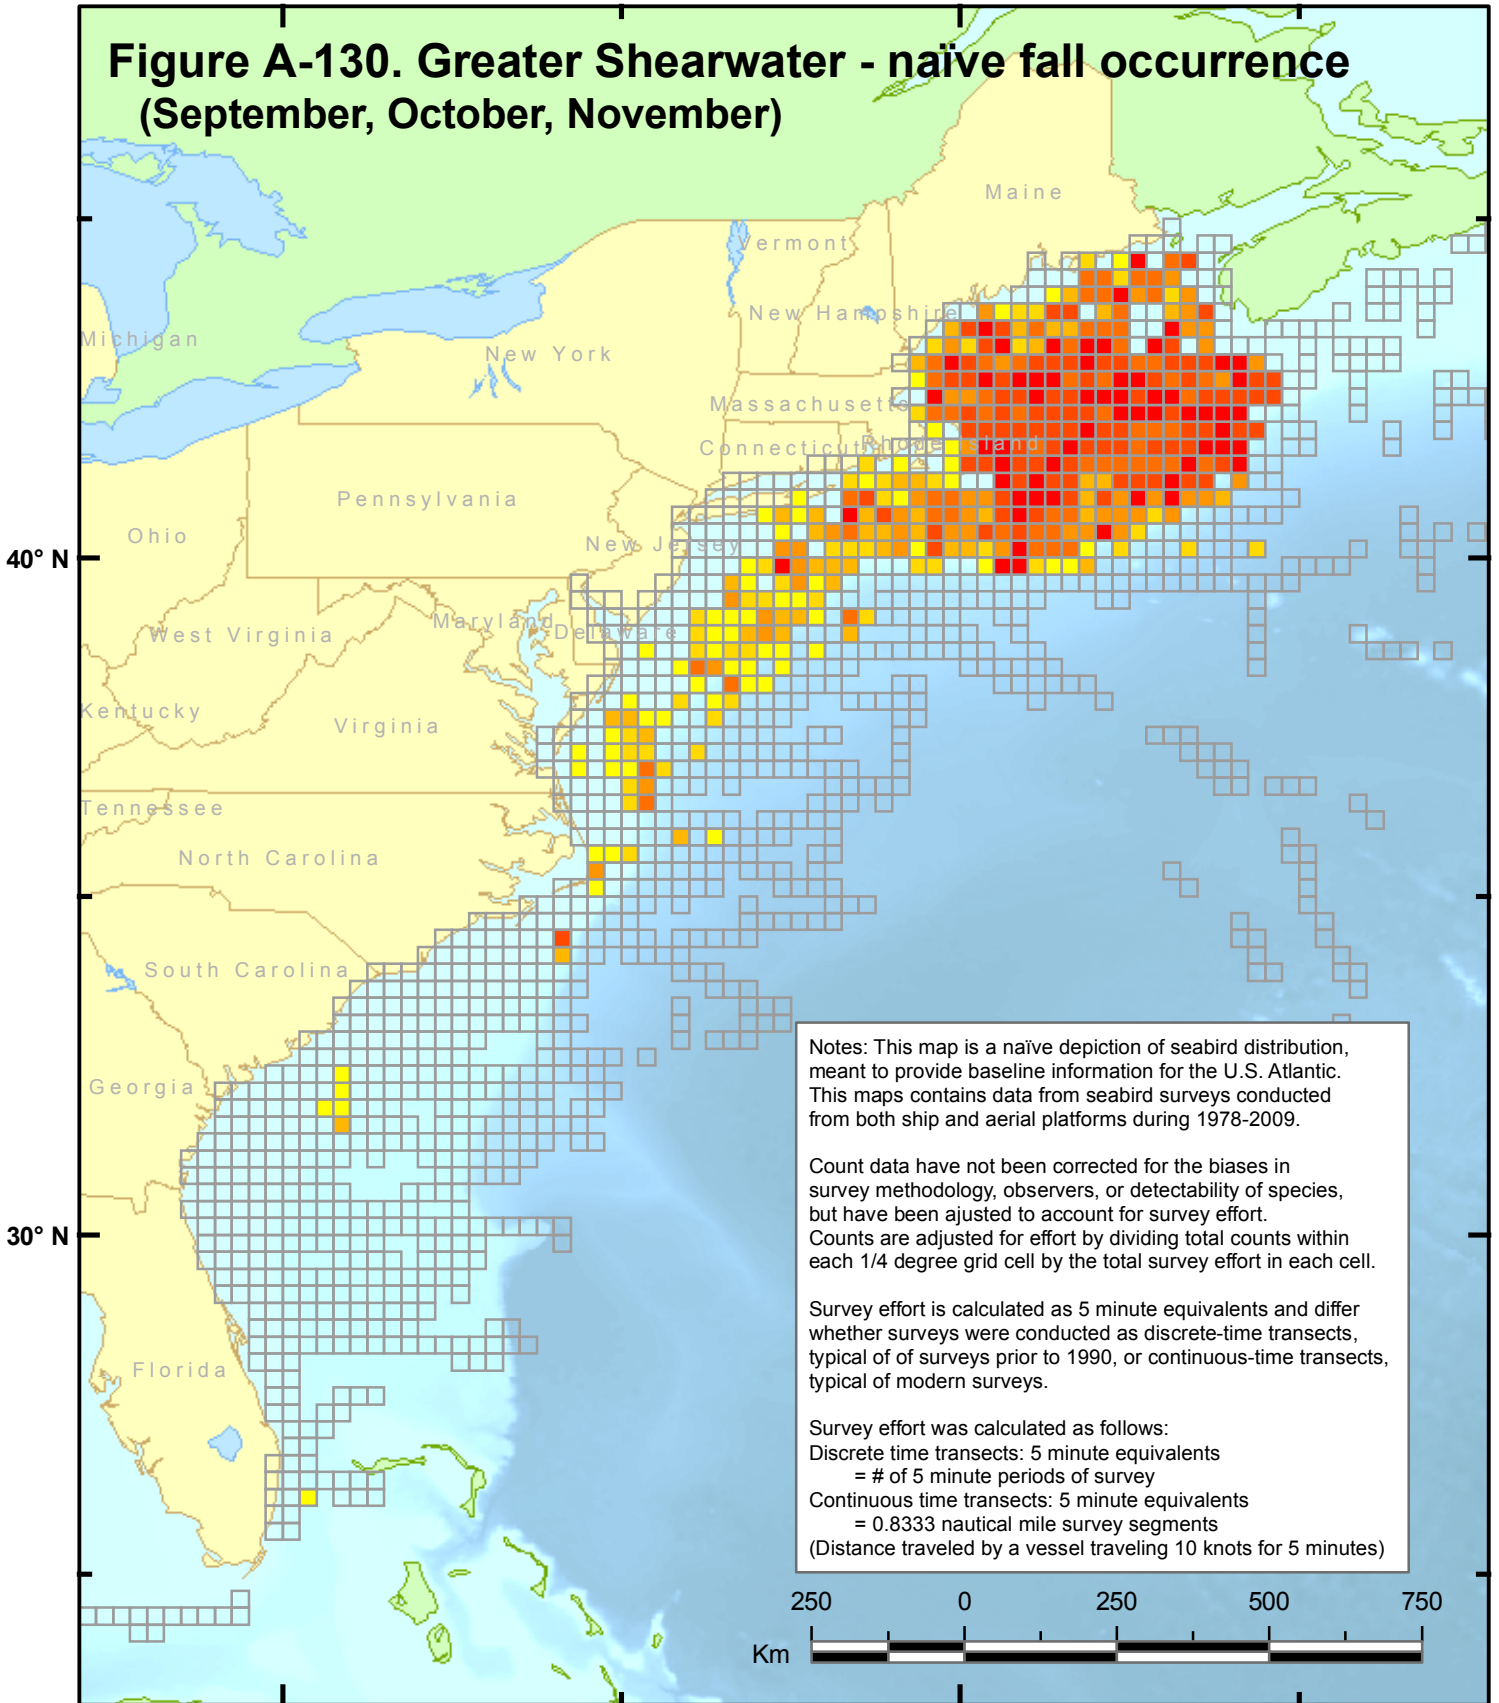 Figure A-130. Greater Shearwater - naïve fall occurrence
(September, October, November)
Maine
Vermont
New Hampshire
Michigan
New York
Massachusetts
Connecticut
Rhode Island
Pennsylvania
Ohio
New Jersey
40° N
Maryland
Delaware
West Virginia
Kentucky
Virginia
Tennessee
North Carolina
South Carolina
Georgia
30° N
Florida
Notes: This map is a naïve depiction of seabird distribution,
meant to provide baseline information for the U.S. Atlantic.
This maps contains data from seabird surveys conducted
from both ship and aerial platforms during 1978-2009.
Count data have not been corrected for the biases in
survey methodology, observers, or detectability of species,
but have been ajusted to account for survey effort.
Counts are adjusted for effort by dividing total counts within
each 1/4 degree grid cell by the total survey effort in each cell.
Survey effort is calculated as 5 minute equivalents and differ
whether surveys were conducted as discrete-time transects,
typical of of surveys prior to 1990, or continuous-time transects,
typical of modern surveys.
Survey effort was calculated as follows:
Discrete time transects: 5 minute equivalents
= # of 5 minute periods of survey
Continuous time transects: 5 minute equivalents
= 0.8333 nautical mile survey segments
(Distance traveled by a vessel traveling 10 knots for 5 minutes)
250 0 250 500 750
Km